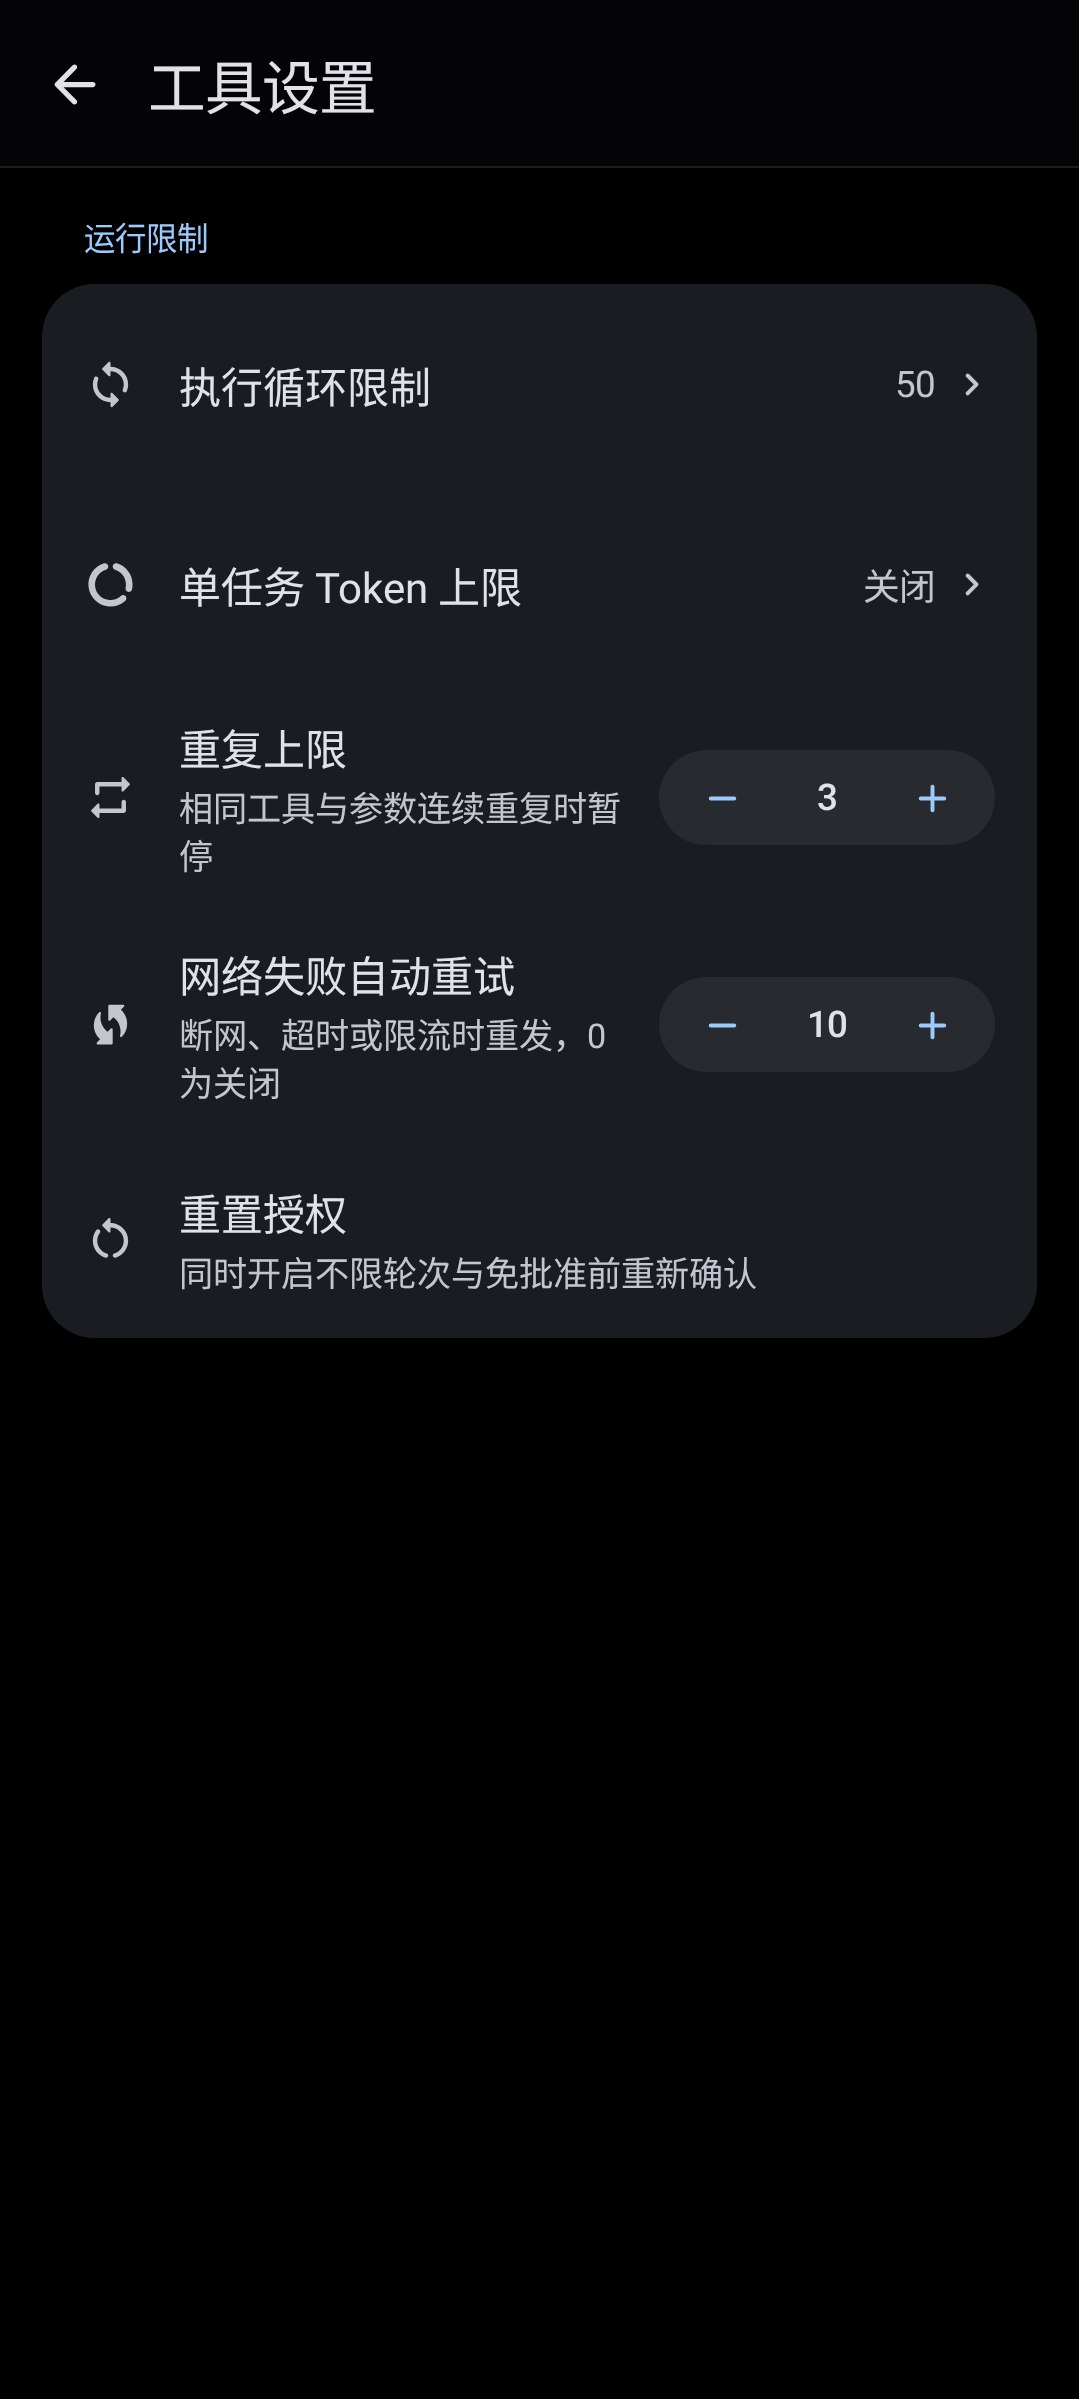 工具设置
运行限制
执行循环限制
50
单任务 Token 上限
关闭
重复上限
相同工具与参数连续重复时暂
停
3
网络失败自动重试
断网、超时或限流时重发，0
为关闭
10
重置授权
同时开启不限轮次与免批准前重新确认